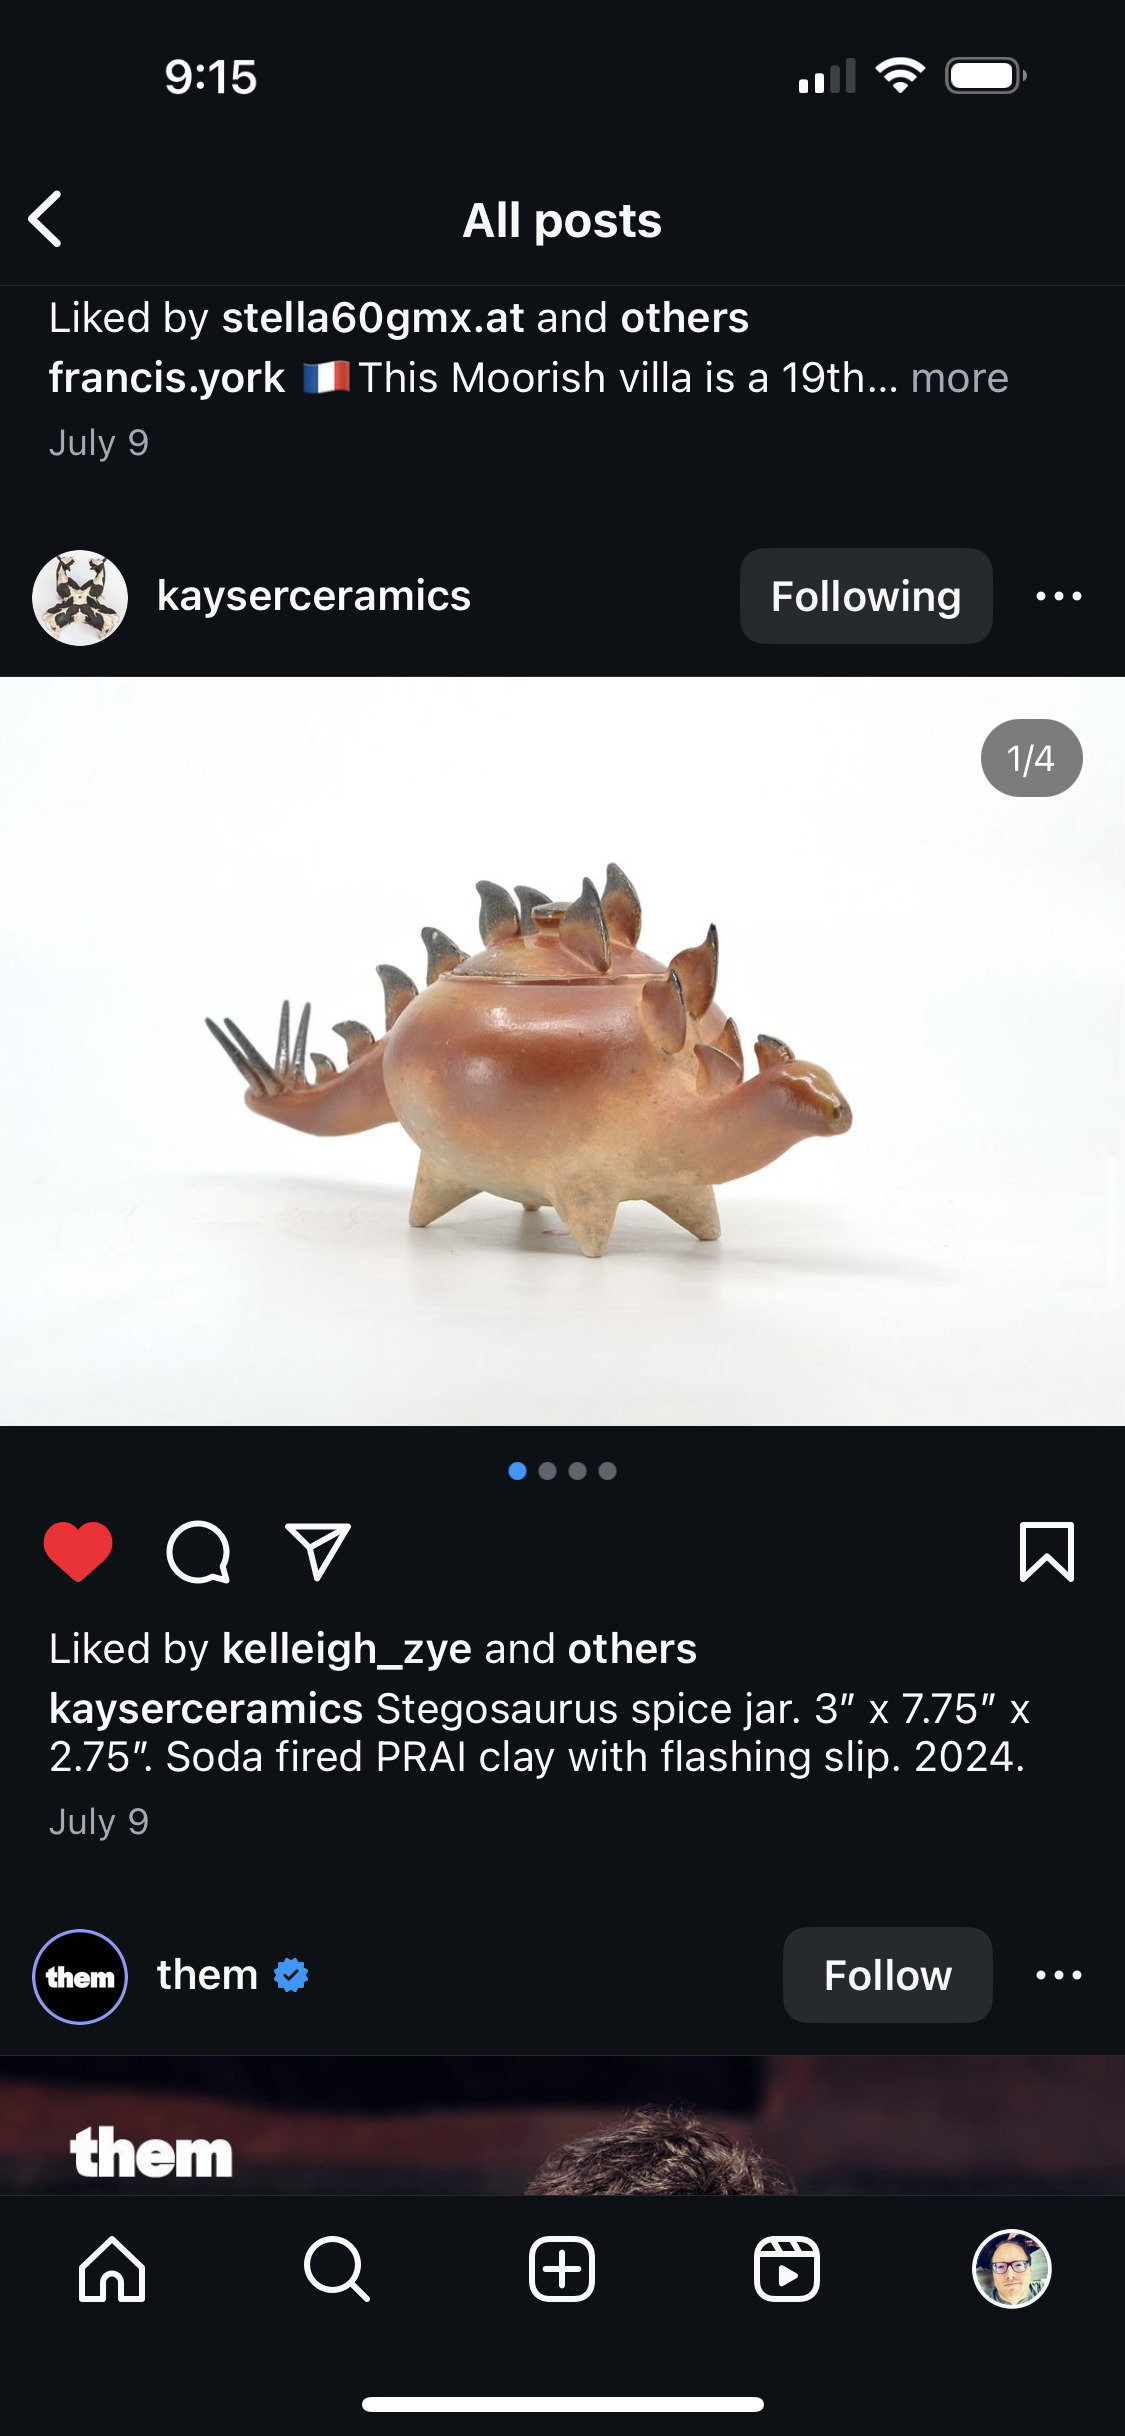 9:15
All posts
Liked by stella60gmx.at and others
francis.york 🇫🇷 This Moorish villa is a 19th... more
July 9
kayserceramics
Following
1/4
Liked by kelleigh_zye and others
kayserceramics Stegosaurus spice jar. 3” x 7.75” x
2.75”. Soda fired PRAI clay with flashing slip. 2024.
July 9
them
them
Follow
them